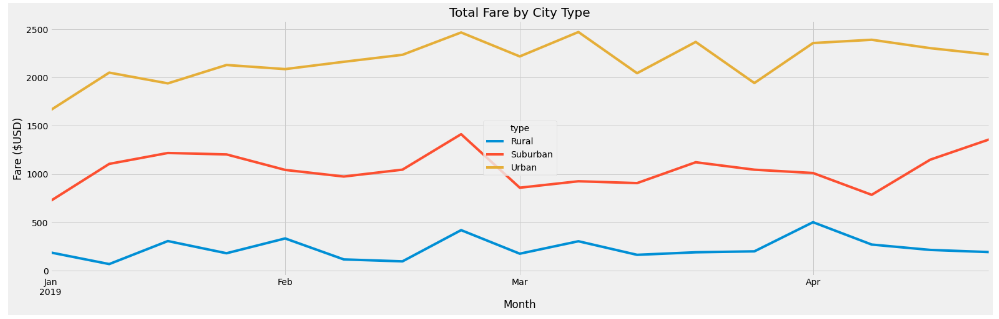 Total Fare by City Type
Fare ($USD)
2500
2000
1500
1000
500
0
type
Rural
Suburban
Urban
Jan
2019
Feb
Mar
Apr
Month